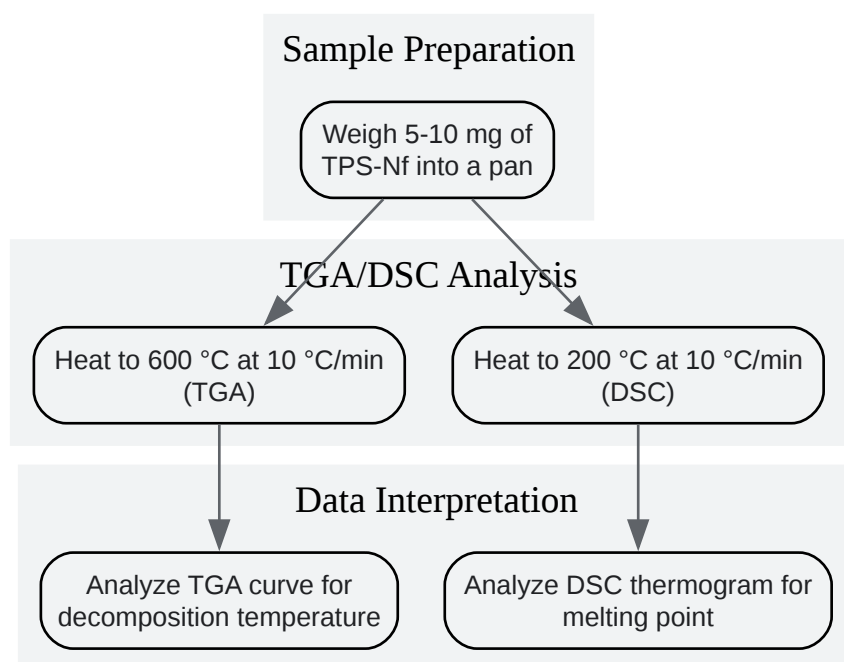 Sample Preparation
Weigh 5-10 mg of
TPS-Nf into a pan
TGA/DSC Analysis
Heat to 600 °C at 10 °C/min
(TGA)
Heat to 200 °C at 10 °C/min
(DSC)
Data Interpretation
Analyze TGA curve for
decomposition temperature
Analyze DSC thermogram for
melting point